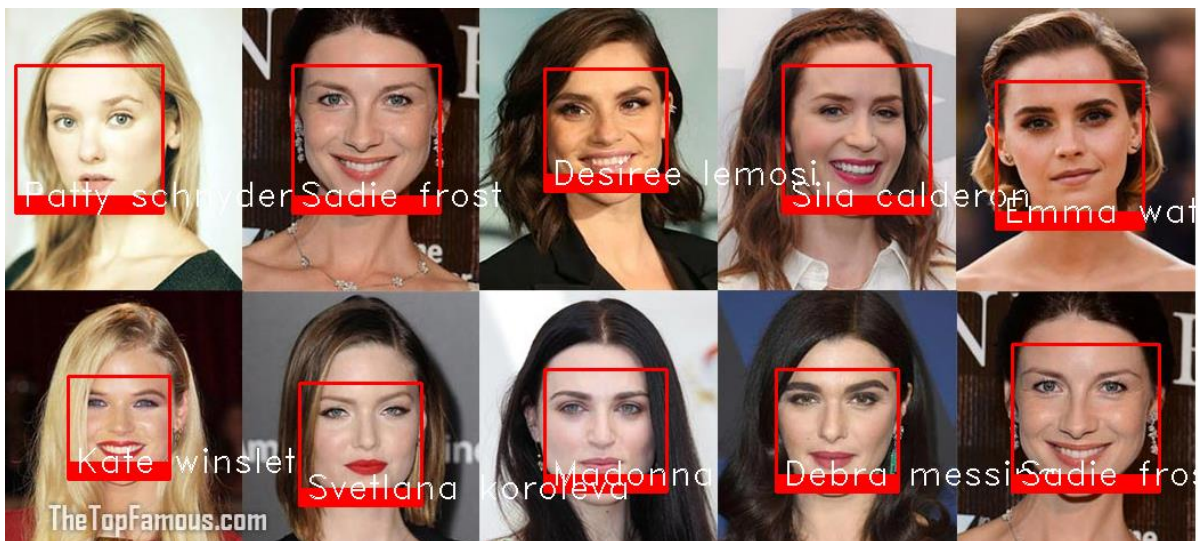 Patty schnyder
Sadie frost
Desiree lemosi
Sila calderon
Emma wat
Kate winslet
Svetlana koroleva
Madonna
Debra messin
Sadie fros
TheTopFamous.com